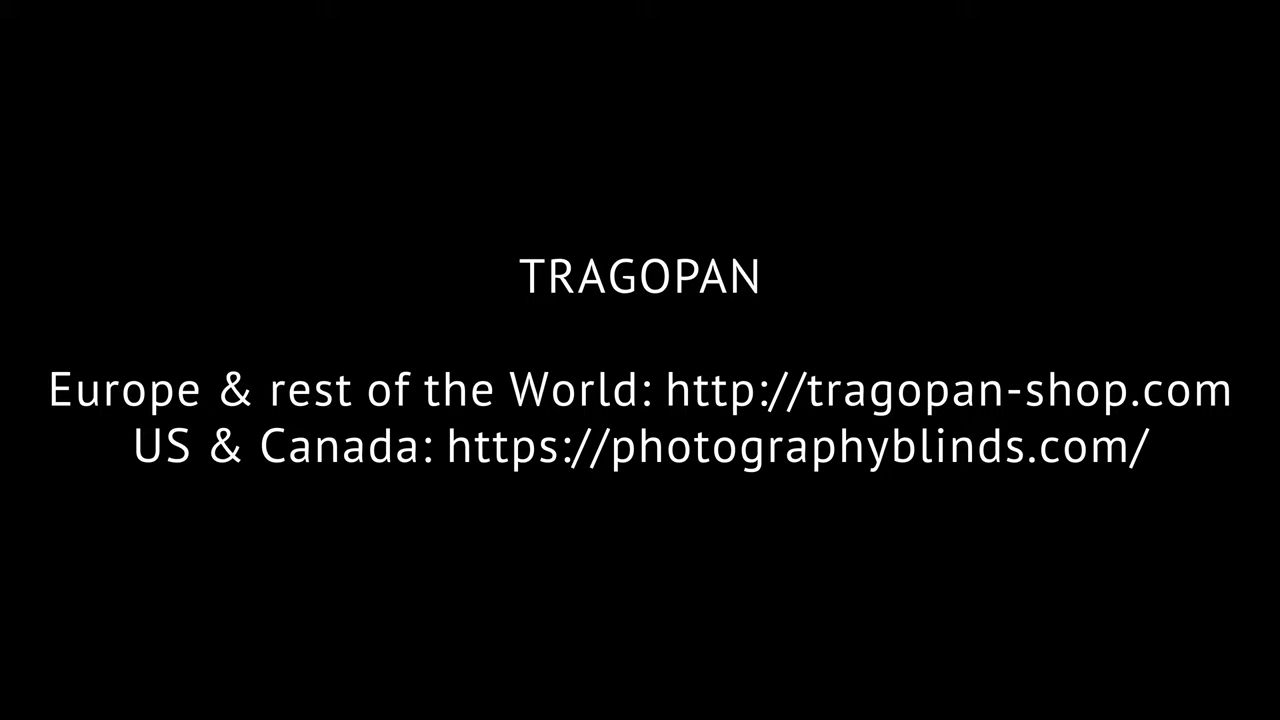 TRAGOPAN
Europe & rest of the World: http://tragopan-shop.com
US & Canada: https://photographyblinds.com/